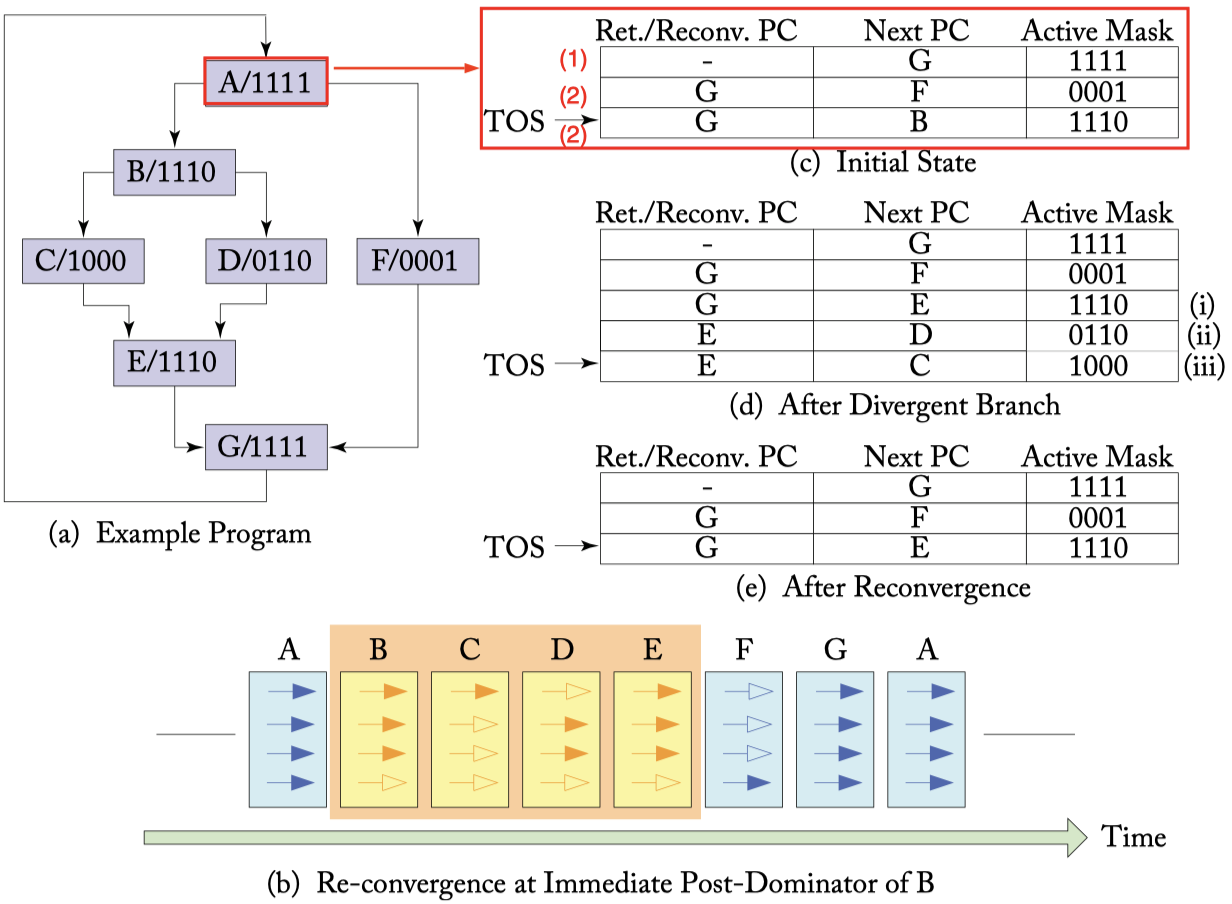 A/1111
B/1110
C/1000
D/0110
F/0001
E/1110
G/1111
(a) Example Program
Ret./Reconv. PC Next PC Active Mask
(1) - G 1111
(2) G F 0001
TOS (2) G B 1110
(c) Initial State
Ret./Reconv. PC Next PC Active Mask
- G 1111
G F 0001
G E 1110 (i)
E D 0110 (ii)
TOS E C 1000 (iii)
(d) After Divergent Branch
Ret./Reconv. PC Next PC Active Mask
- G 1111
G F 0001
TOS G E 1110
(e) After Reconvergence
A B C D E F G A
Time
(b) Re-convergence at Immediate Post-Dominator of B